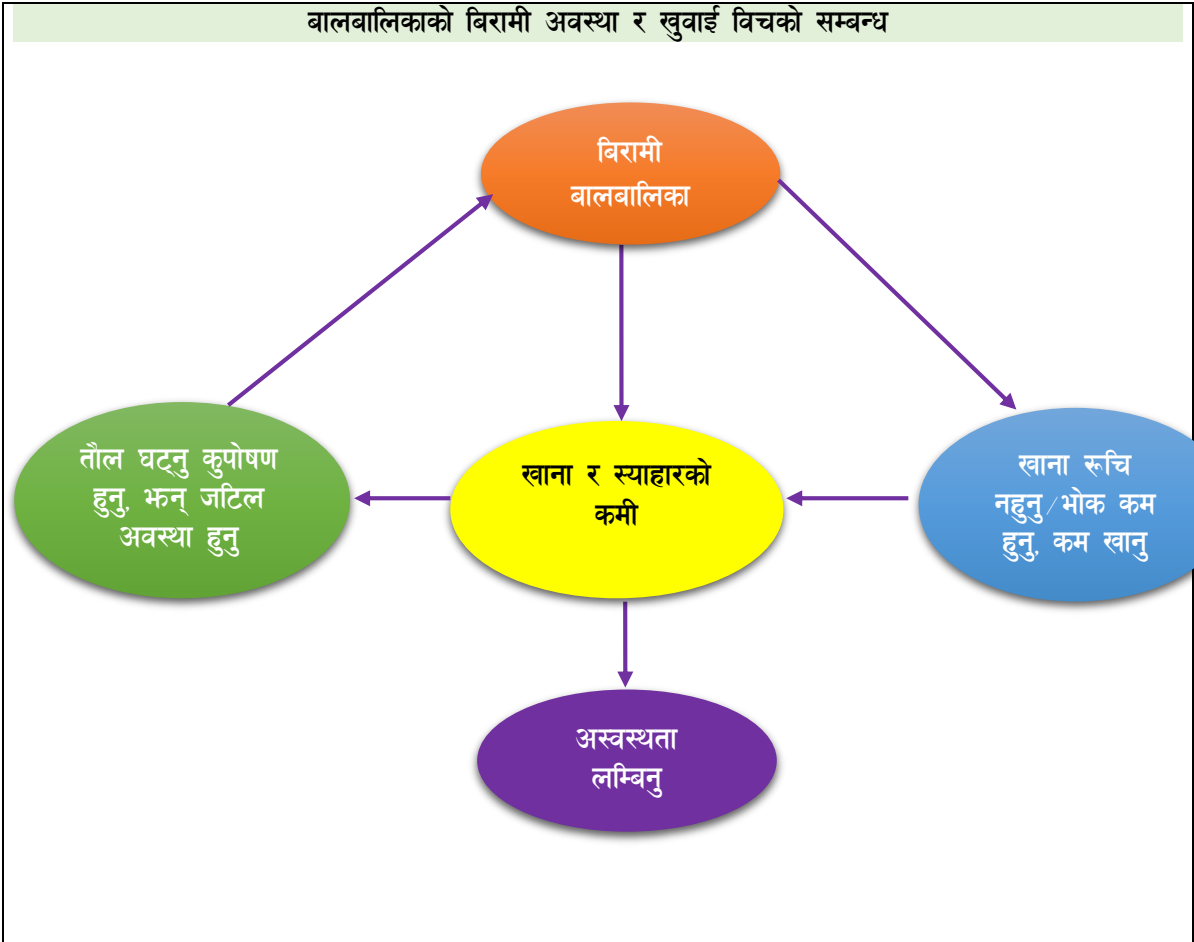 बालबालिकाको बिरामी अवस्था र खुवाई विचको सम्बन्ध
बिरामी
बालबालिका
तौल घट्नु कुपोषण
हुनु, झन् जटिल
अवस्था हुनु
खाना र स्याहारको
कमी
खाना रूचि
नहुनु/भोक कम
हुनु, कम खानु
अस्वस्थता
लम्बिनु